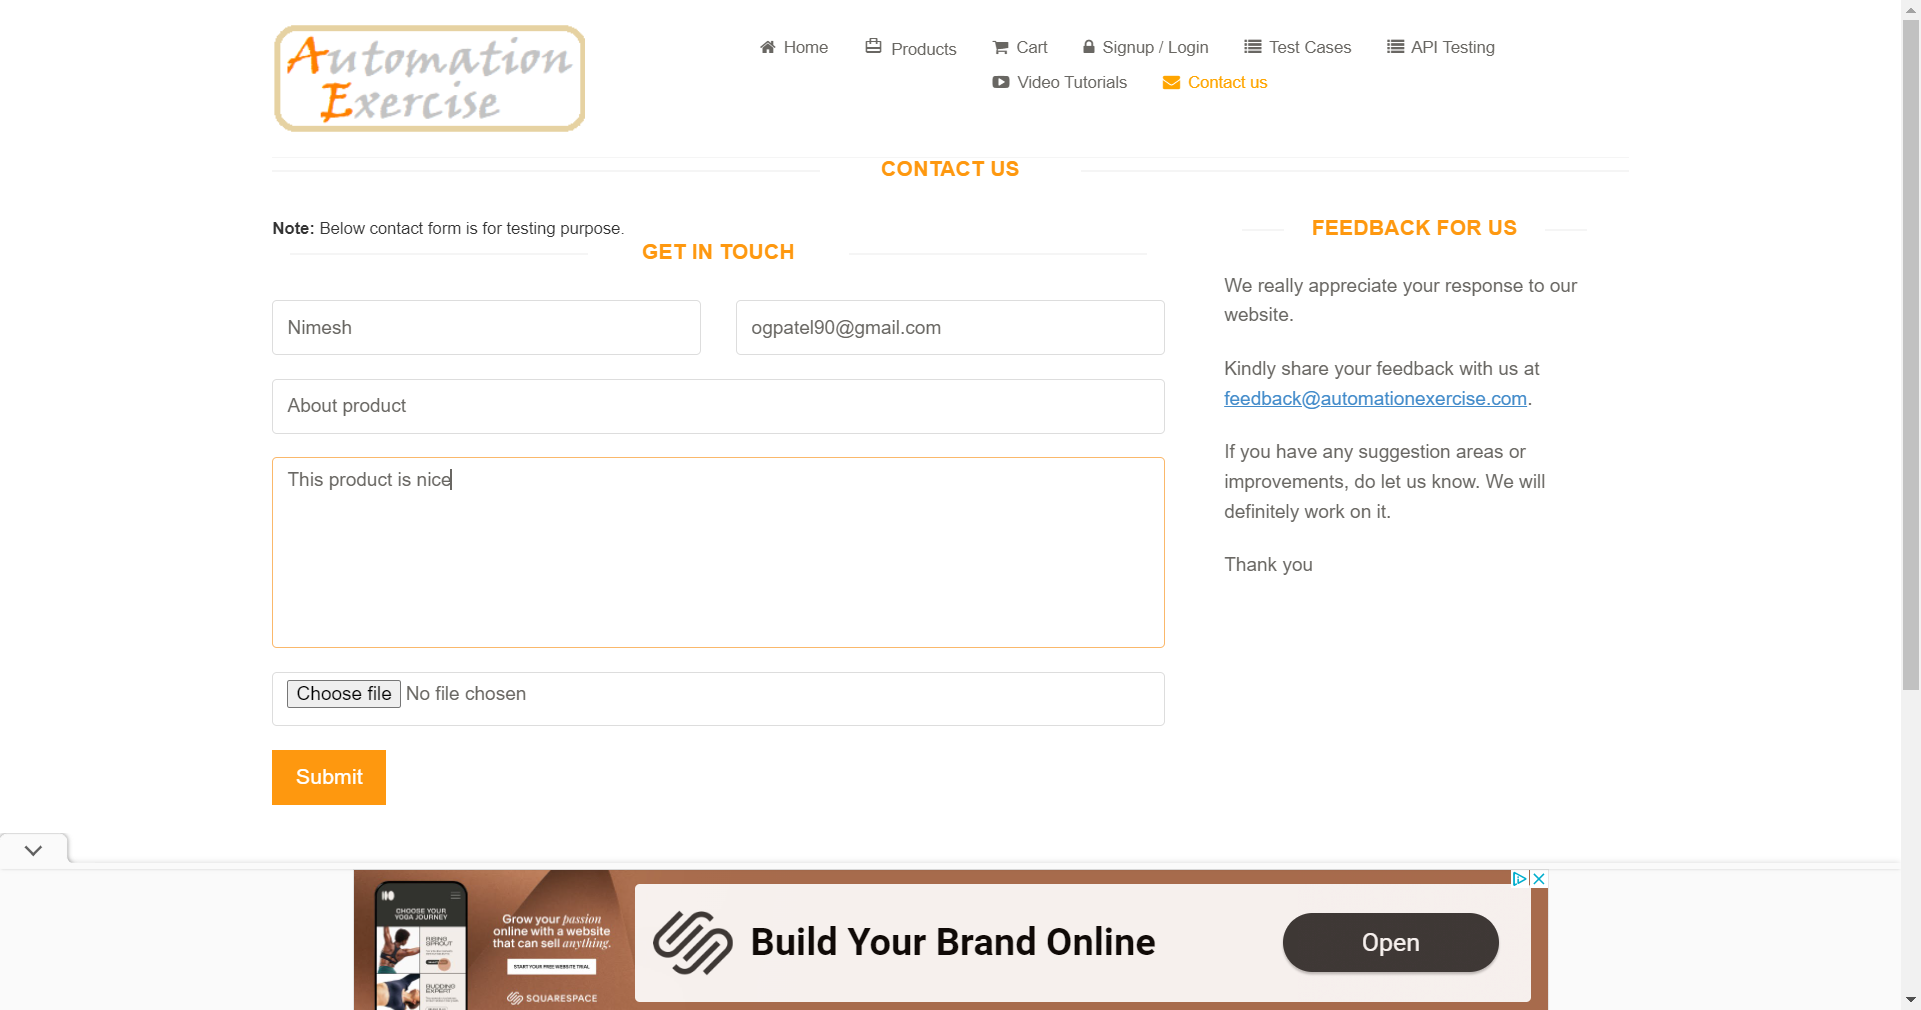 Automation
Exercise
Home
Products
Cart
Signup / Login
Test Cases
API Testing
Video Tutorials
Contact us
CONTACT US
Note: Below contact form is for testing purpose.
GET IN TOUCH
Nimesh
ogpatel90@gmail.com
About product
This product is nice
Choose file No file chosen
Submit
FEEDBACK FOR US
We really appreciate your response to our
website.
Kindly share your feedback with us at
feedback@automationexercise.com.
If you have any suggestion areas or
improvements, do let us know. We will
definitely work on it.
Thank you
CHOOSE YOUR
YOGA JOURNEY
RISING
SPROUT
BUDDING
EXPERT
Grow your passion
online with a website
that can sell anything.
START YOUR FREE WEBSITE TRIAL
SQUARESPACE
Build Your Brand Online
Open